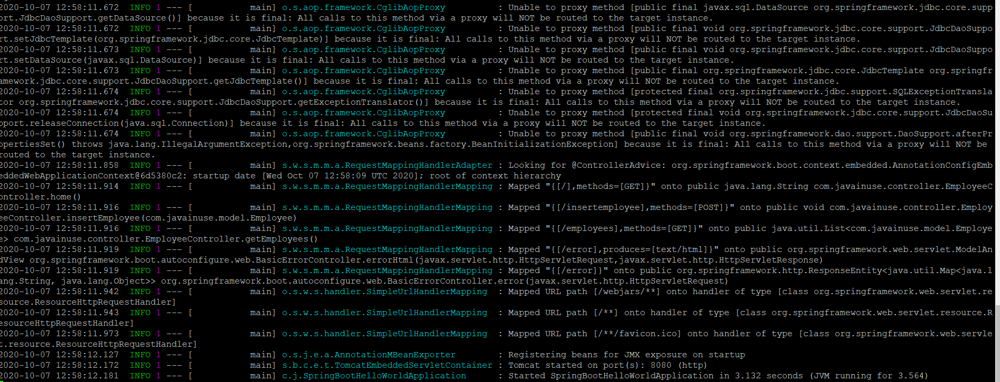 2020-10-07 12:58:11.672  INFO 1 --- [           main] o.s.aop.framework.CglibAopProxy          : Unable to proxy method [public final javax.sql.DataSource org.springframework.jdbc.core.supp
ort.JdbcDaoSupport.getDataSource()] because it is final: All calls to this method via a proxy will NOT be routed to the target instance.
2020-10-07 12:58:11.672  INFO 1 --- [           main] o.s.aop.framework.CglibAopProxy          : Unable to proxy method [public final void org.springframework.jdbc.core.support.JdbcDaoSuppo
rt.setJdbcTemplate(org.springframework.jdbc.core.JdbcTemplate)] because it is final: All calls to this method via a proxy will NOT be routed to the target instance.
2020-10-07 12:58:11.673  INFO 1 --- [           main] o.s.aop.framework.CglibAopProxy          : Unable to proxy method [public final void org.springframework.jdbc.core.support.JdbcDaoSuppo
rt.setDataSource(javax.sql.DataSource)] because it is final: All calls to this method via a proxy will NOT be routed to the target instance.
2020-10-07 12:58:11.673  INFO 1 --- [           main] o.s.aop.framework.CglibAopProxy          : Unable to proxy method [public final org.springframework.jdbc.core.JdbcTemplate org.springfr
amework.jdbc.core.support.JdbcDaoSupport.getJdbcTemplate()] because it is final: All calls to this method via a proxy will NOT be routed to the target instance.
2020-10-07 12:58:11.674  INFO 1 --- [           main] o.s.aop.framework.CglibAopProxy          : Unable to proxy method [protected final org.springframework.jdbc.support.SQLExceptionTransla
tor org.springframework.jdbc.core.support.JdbcDaoSupport.getExceptionTranslator()] because it is final: All calls to this method via a proxy will NOT be routed to the target instance.
2020-10-07 12:58:11.674  INFO 1 --- [           main] o.s.aop.framework.CglibAopProxy          : Unable to proxy method [protected final void org.springframework.jdbc.core.support.JdbcDaoSu
pport.releaseConnection(java.sql.Connection)] because it is final: All calls to this method via a proxy will NOT be routed to the target instance.
2020-10-07 12:58:11.674  INFO 1 --- [           main] o.s.aop.framework.CglibAopProxy          : Unable to proxy method [public final void org.springframework.dao.support.DaoSupport.afterPr
opertiesSet() throws java.lang.IllegalArgumentException,org.springframework.beans.factory.BeanInitializationException] because it is final: All calls to this method via a proxy will NOT be
routed to the target instance.
2020-10-07 12:58:11.858  INFO 1 --- [           main] s.w.s.m.m.a.RequestMappingHandlerAdapter : Looking for @ControllerAdvice: org.springframework.boot.context.embedded.AnnotationConfigEmb
eddedWebApplicationContext@6d5380c2: startup date [Wed Oct 07 12:58:09 UTC 2020]; root of context hierarchy
2020-10-07 12:58:11.914  INFO 1 --- [           main] s.w.s.m.m.a.RequestMappingHandlerMapping : Mapped "{[/],methods=[GET]}" onto public java.lang.String com.javainuse.controller.EmployeeC
ontroller.home()
2020-10-07 12:58:11.916  INFO 1 --- [           main] s.w.s.m.m.a.RequestMappingHandlerMapping : Mapped "{[/insertemployee],methods=[POST]}" onto public void com.javainuse.controller.Employ
eeController.insertEmployee(com.javainuse.model.Employee)
2020-10-07 12:58:11.916  INFO 1 --- [           main] s.w.s.m.m.a.RequestMappingHandlerMapping : Mapped "{[/employees],methods=[GET]}" onto public java.util.List<com.javainuse.model.Employe
e> com.javainuse.controller.EmployeeController.getEmployees()
2020-10-07 12:58:11.919  INFO 1 --- [           main] s.w.s.m.m.a.RequestMappingHandlerMapping : Mapped "{[/error],produces=[text/html]}" onto public org.springframework.web.servlet.ModelAn
dView org.springframework.boot.autoconfigure.web.BasicErrorController.errorHtml(javax.servlet.http.HttpServletRequest,javax.servlet.http.HttpServletResponse)
2020-10-07 12:58:11.919  INFO 1 --- [           main] s.w.s.m.m.a.RequestMappingHandlerMapping : Mapped "{[/error]}" onto public org.springframework.http.ResponseEntity<java.util.Map<java.l
ang.String, java.lang.Object>> org.springframework.boot.autoconfigure.web.BasicErrorController.error(javax.servlet.http.HttpServletRequest)
2020-10-07 12:58:11.942  INFO 1 --- [           main] o.s.w.s.handler.SimpleUrlHandlerMapping  : Mapped URL path [/webjars/**] onto handler of type [class org.springframework.web.servlet.re
source.ResourceHttpRequestHandler]
2020-10-07 12:58:11.943  INFO 1 --- [           main] o.s.w.s.handler.SimpleUrlHandlerMapping  : Mapped URL path [/**] onto handler of type [class org.springframework.web.servlet.resource.R
esourceHttpRequestHandler]
2020-10-07 12:58:11.973  INFO 1 --- [           main] o.s.w.s.handler.SimpleUrlHandlerMapping  : Mapped URL path [/**/favicon.ico] onto handler of type [class org.springframework.web.servle
t.resource.ResourceHttpRequestHandler]
2020-10-07 12:58:12.127  INFO 1 --- [           main] o.s.j.e.a.AnnotationMBeanExporter        : Registering beans for JMX exposure on startup
2020-10-07 12:58:12.172  INFO 1 --- [           main] s.b.c.e.t.TomcatEmbeddedServletContainer : Tomcat started on port(s): 8080 (http)
2020-10-07 12:58:12.181  INFO 1 --- [           main] c.j.SpringBootHelloWorldApplication      : Started SpringBootHelloWorldApplication in 3.132 seconds (JVM running for 3.564)